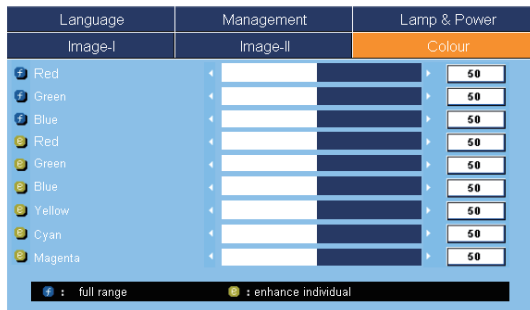 Language Management Lamp & Power
Image-I Image-II Colour
f Red 50
f Green 50
f Blue 50
e Red 50
e Green 50
e Blue 50
e Yellow 50
e Cyan 50
e Magenta 50
f : full range e : enhance individual